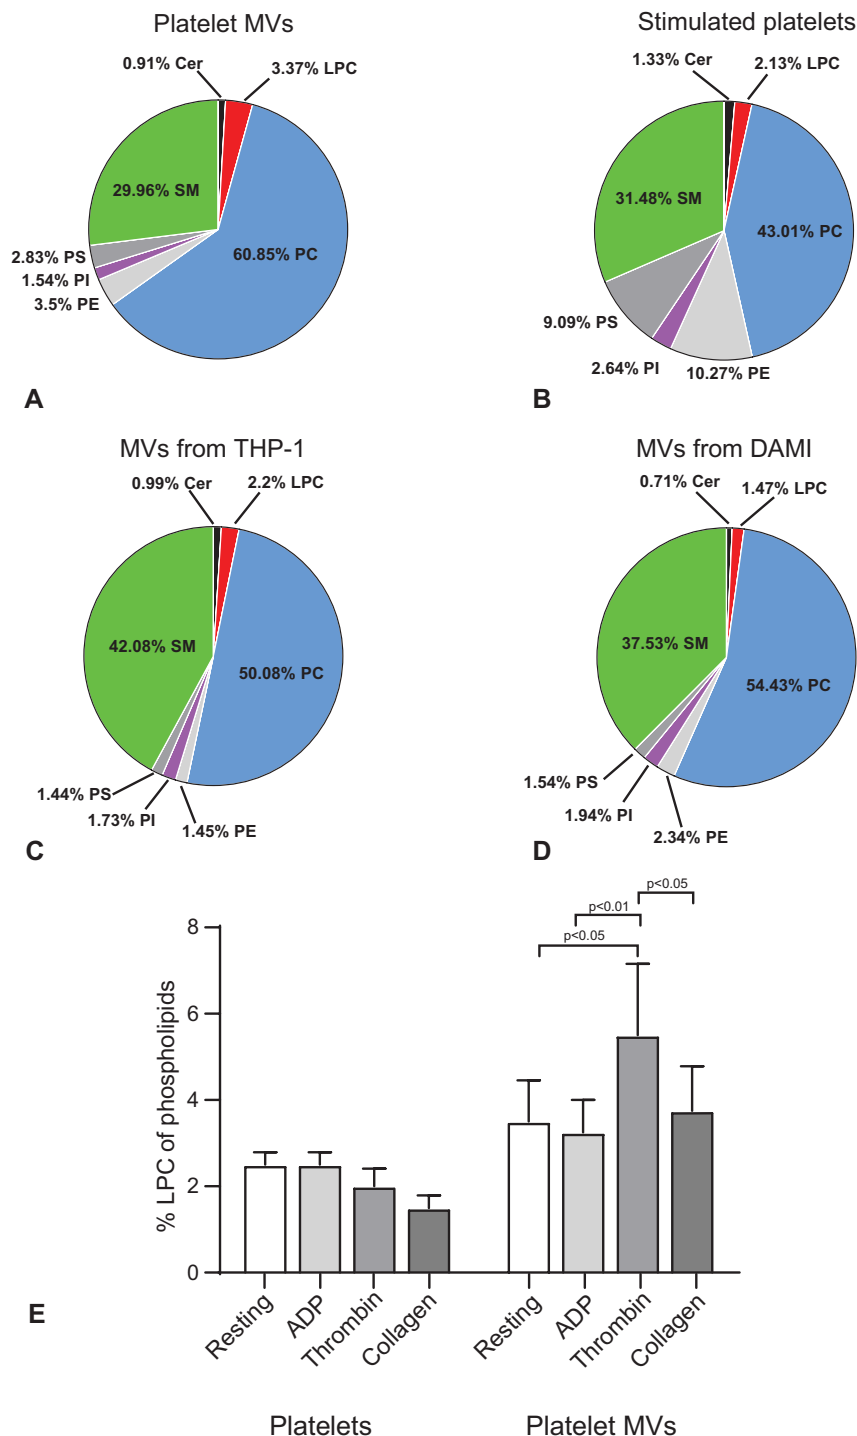 Platelet MVs
0.91% Cer
3.37% LPC
29.96% SM
60.85% PC
2.83% PS
1.54% PI
3.5% PE
A
Stimulated platelets
1.33% Cer
2.13% LPC
31.48% SM
43.01% PC
9.09% PS
2.64% PI
10.27% PE
B
MVs from THP-1
0.99% Cer
2.2% LPC
42.08% SM
50.08% PC
1.44% PS
1.73% PI
1.45% PE
C
MVs from DAMI
0.71% Cer
1.47% LPC
37.53% SM
54.43% PC
1.54% PS
1.94% PI
2.34% PE
D
% LPC of phospholipids
8
6
4
2
0
p<0.05
p<0.01
p<0.05
Resting
ADP
Thrombin
Collagen
Resting
ADP
Thrombin
Collagen
E
Platelets
Platelet MVs